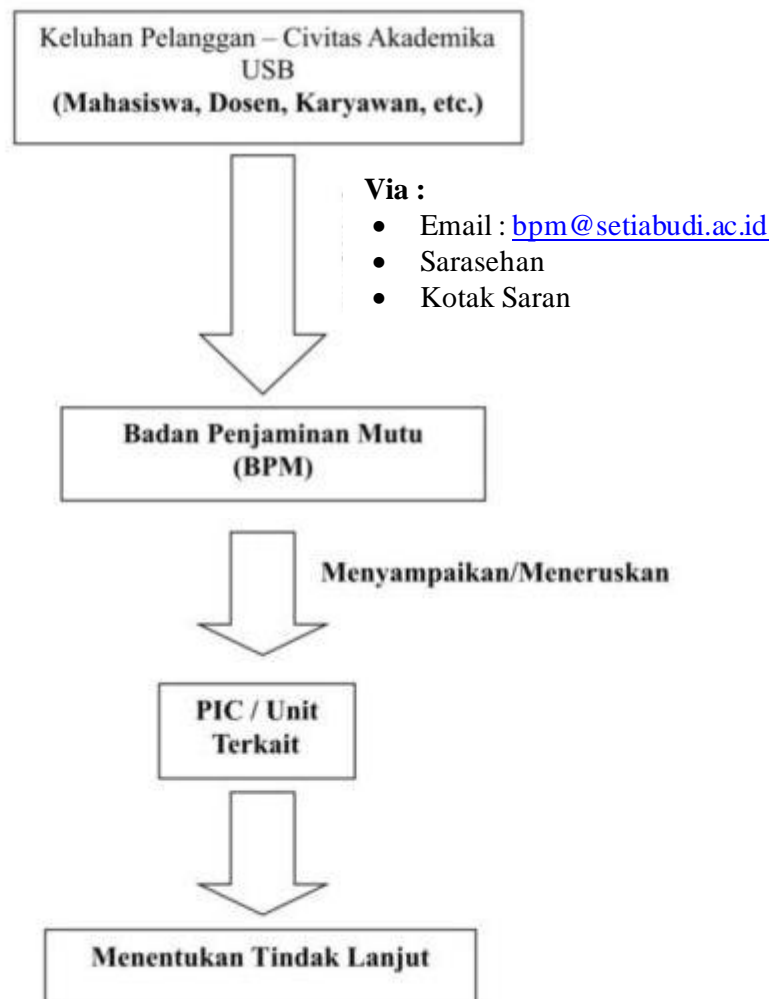 Keluhan Pelanggan – Civitas Akademika
USB
(Mahasiswa, Dosen, Karyawan, etc.)
Via :
• Email : bpm@setiabudi.ac.id
• Sarasehan
• Kotak Saran
Badan Penjaminan Mutu
(BPM)
Menyampaikan/Meneruskan
PIC / Unit
Terkait
Menentukan Tindak Lanjut